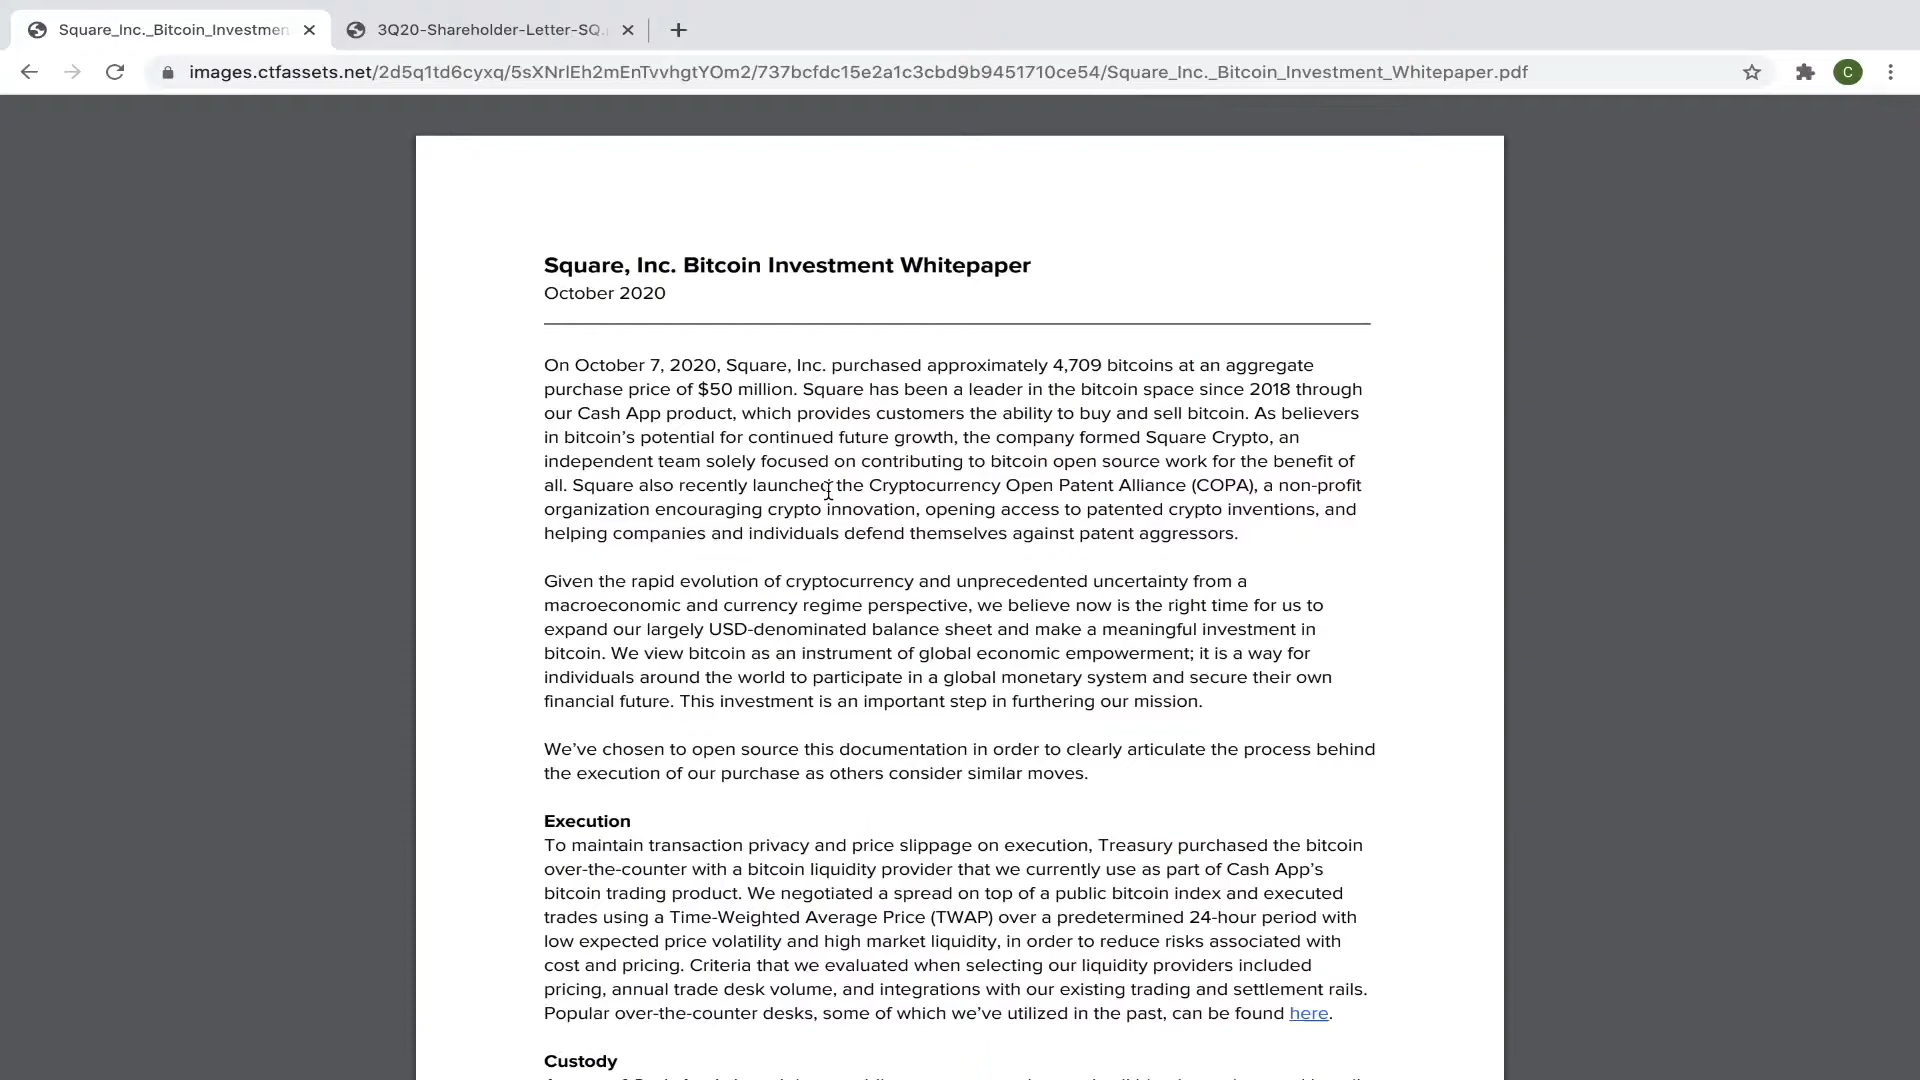 Square_Inc._Bitcoin_Investmen
3Q20-Shareholder-Letter-SQ.
images.ctfassets.net/2d5q1td6cyxq/5sXNrlEh2mEnTvvhgtYOm2/737bcfdc15e2a1c3cbd9b9451710ce54/Square_Inc._Bitcoin_Investment_Whitepaper.pdf
C
Square, Inc. Bitcoin Investment Whitepaper
October 2020
On October 7, 2020, Square, Inc. purchased approximately 4,709 bitcoins at an aggregate
purchase price of $50 million. Square has been a leader in the bitcoin space since 2018 through
our Cash App product, which provides customers the ability to buy and sell bitcoin. As believers
in bitcoin’s potential for continued future growth, the company formed Square Crypto, an
independent team solely focused on contributing to bitcoin open source work for the benefit of
all. Square also recently launched the Cryptocurrency Open Patent Alliance (COPA), a non-profit
organization encouraging crypto innovation, opening access to patented crypto inventions, and
helping companies and individuals defend themselves against patent aggressors.
Given the rapid evolution of cryptocurrency and unprecedented uncertainty from a
macroeconomic and currency regime perspective, we believe now is the right time for us to
expand our largely USD-denominated balance sheet and make a meaningful investment in
bitcoin. We view bitcoin as an instrument of global economic empowerment; it is a way for
individuals around the world to participate in a global monetary system and secure their own
financial future. This investment is an important step in furthering our mission.
We’ve chosen to open source this documentation in order to clearly articulate the process behind
the execution of our purchase as others consider similar moves.
Execution
To maintain transaction privacy and price slippage on execution, Treasury purchased the bitcoin
over-the-counter with a bitcoin liquidity provider that we currently use as part of Cash App’s
bitcoin trading product. We negotiated a spread on top of a public bitcoin index and executed
trades using a Time-Weighted Average Price (TWAP) over a predetermined 24-hour period with
low expected price volatility and high market liquidity, in order to reduce risks associated with
cost and pricing. Criteria that we evaluated when selecting our liquidity providers included
pricing, annual trade desk volume, and integrations with our existing trading and settlement rails.
Popular over-the-counter desks, some of which we’ve utilized in the past, can be found here.
Custody